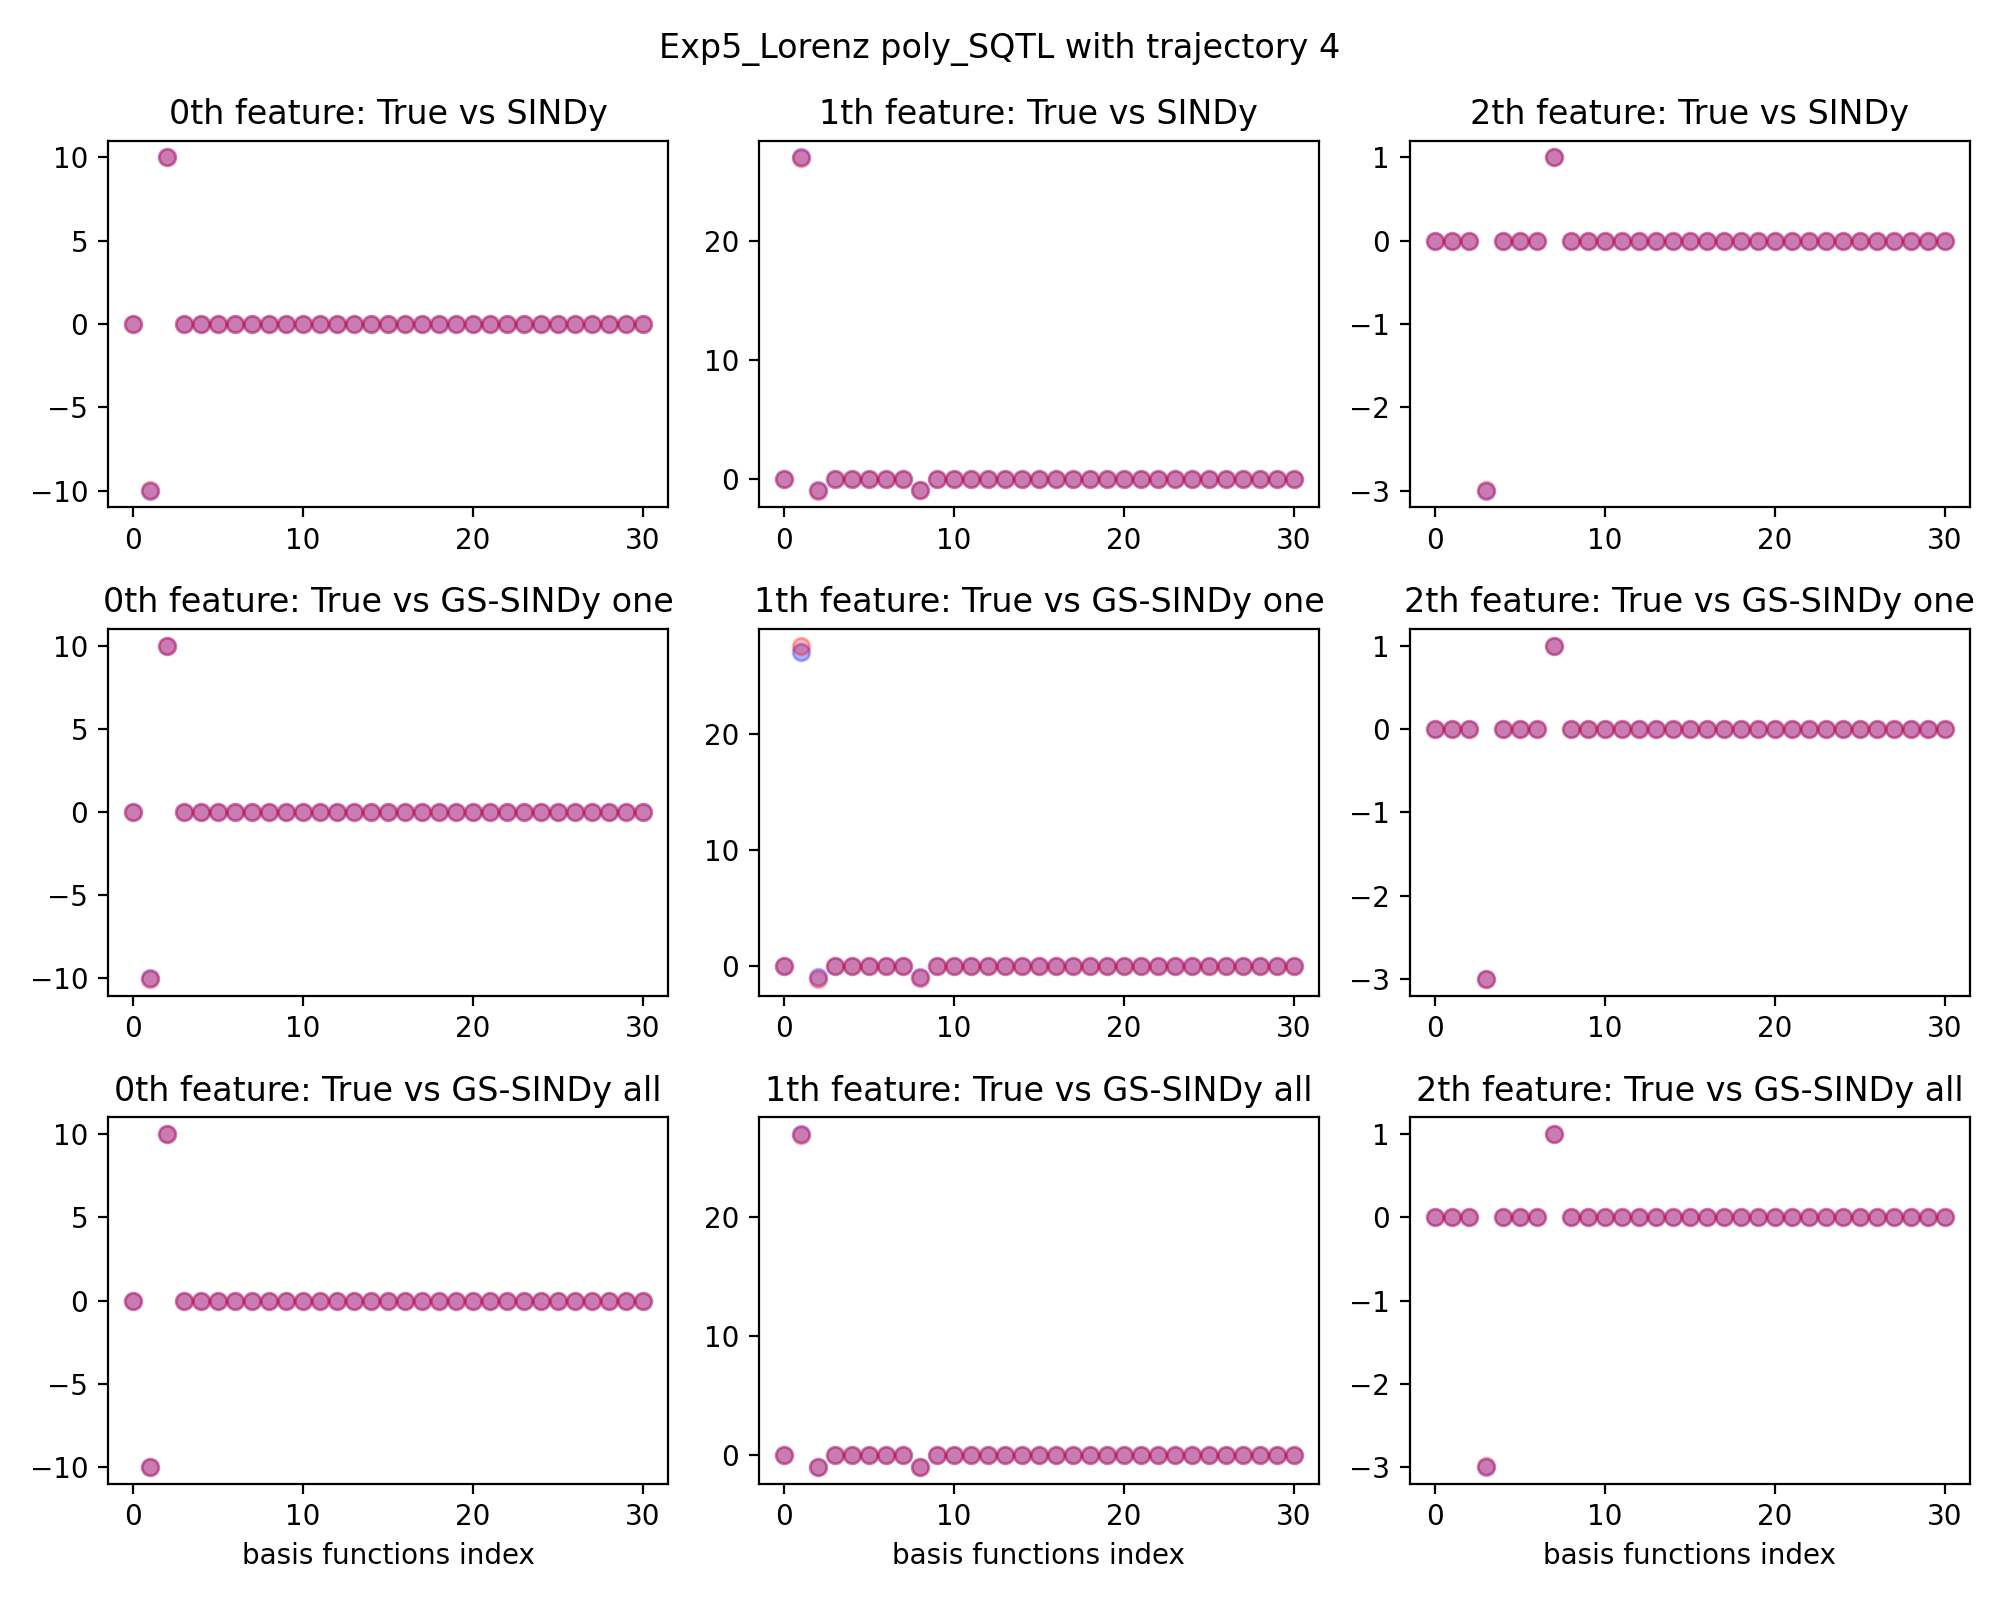 Exp5_Lorenz poly_SQTL with trajectory 4
0th feature: True vs SINDy
1th feature: True vs SINDy
2th feature: True vs SINDy
10
5
0
−5
−10
0 10 20 30
20
10
0
0 10 20 30
1
0
−1
−2
−3
0 10 20 30
0th feature: True vs GS-SINDy one
1th feature: True vs GS-SINDy one
2th feature: True vs GS-SINDy one
10
5
0
−5
−10
0 10 20 30
20
10
0
0 10 20 30
1
0
−1
−2
−3
0 10 20 30
0th feature: True vs GS-SINDy all
1th feature: True vs GS-SINDy all
2th feature: True vs GS-SINDy all
10
5
0
−5
−10
0 10 20 30
basis functions index
20
10
0
0 10 20 30
basis functions index
1
0
−1
−2
−3
0 10 20 30
basis functions index